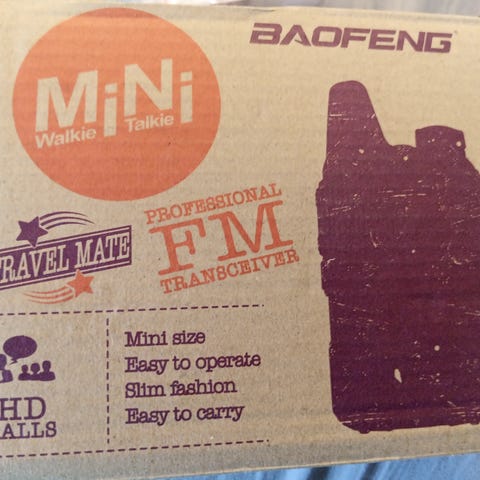 BAOFENG
MiNi
Walkie Talkie
PROFESSIONAL
FM
TRANSCEIVER
RAVEL MATE
Mini size
Easy to operate
Slim fashion
Easy to carry
HD
ALLS